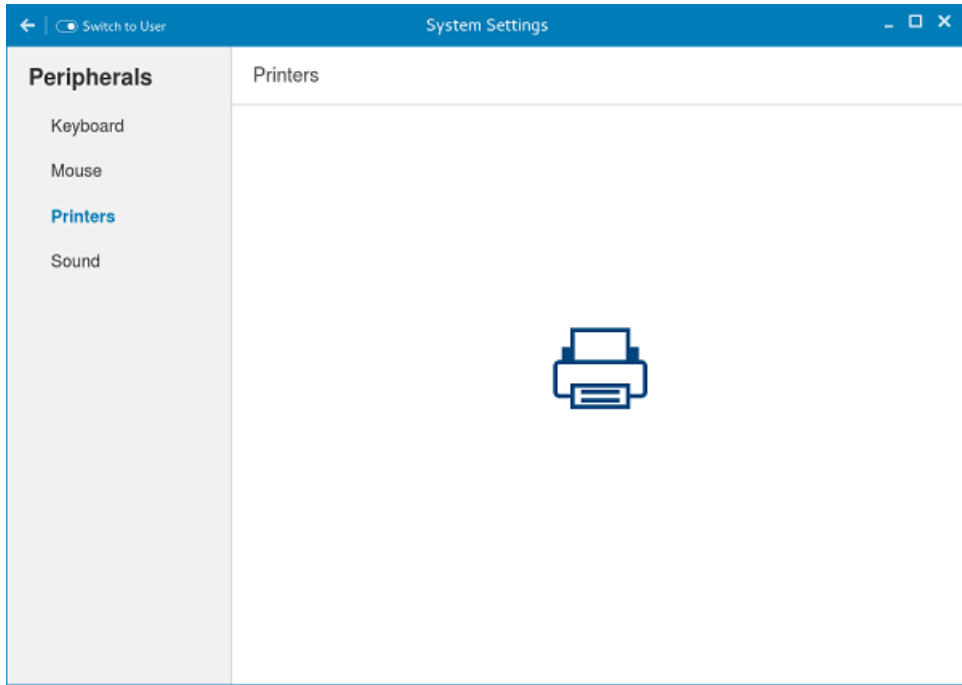 Switch to User
System Settings
Peripherals
Printers
Keyboard
Mouse
Printers
Sound